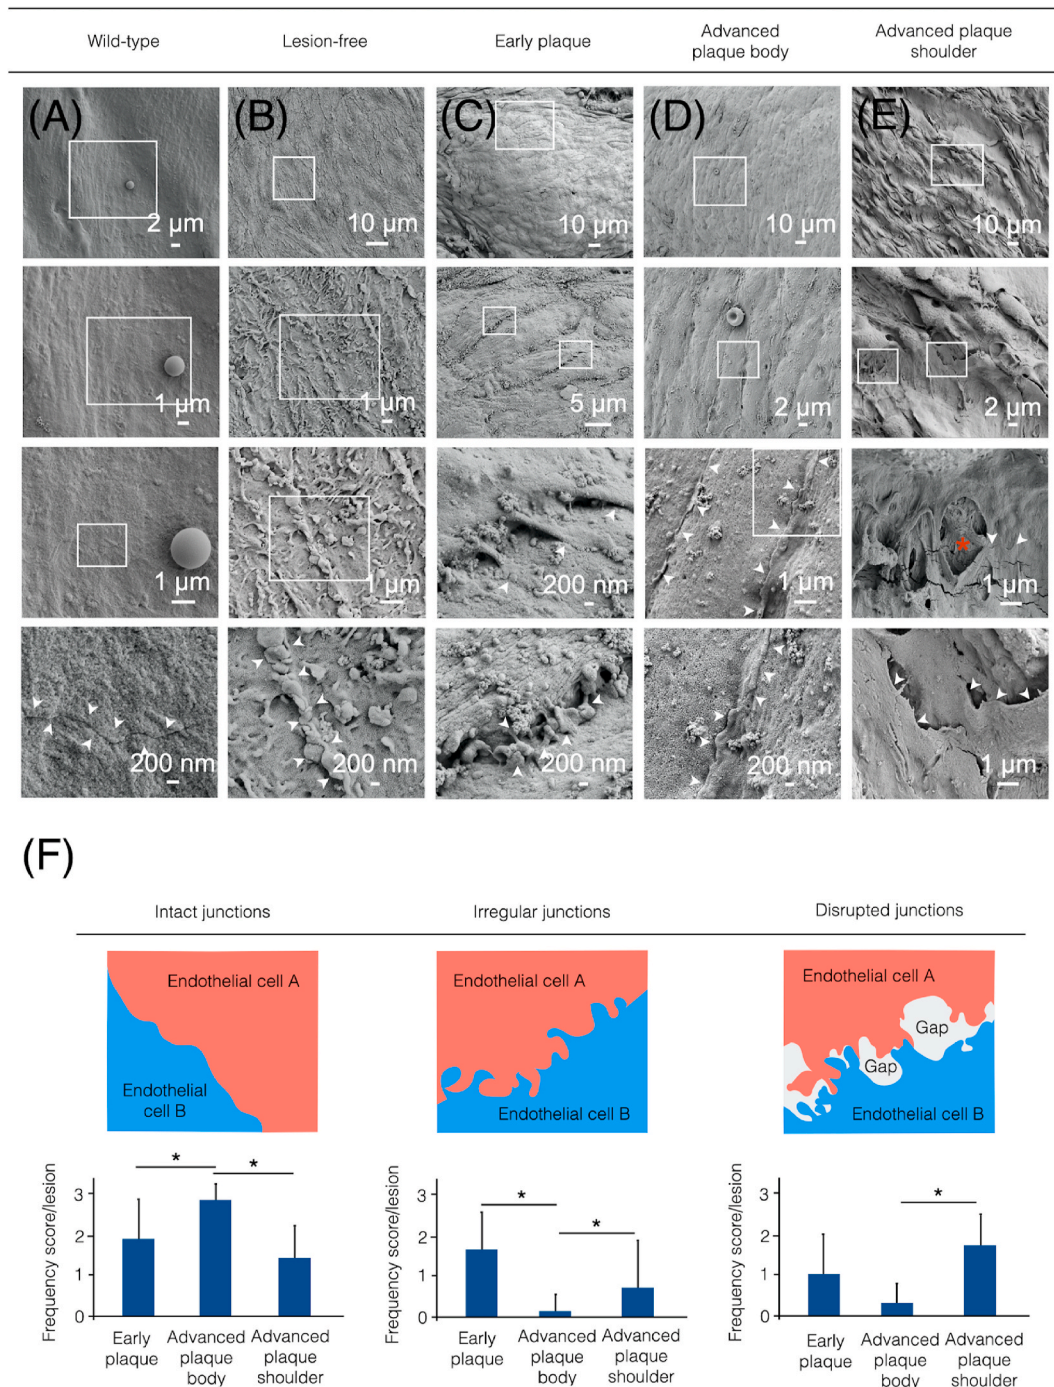 Wild-type
Lesion-free
Early plaque
Advanced
plaque body
Advanced plaque
shoulder
(A)
(B)
(C)
(D)
(E)
2 µm
10 µm
10 µm
10 µm
10 µm
1 µm
1 µm
5 µm
2 µm
2 µm
1 µm
1 µm
200 nm
1 µm
1 µm
200 nm
200 nm
200 nm
200 nm
1 µm
(F)
Intact junctions
Irregular junctions
Disrupted junctions
Endothelial cell A
Endothelial
cell B
Endothelial cell A
Endothelial cell B
Endothelial cell A
Gap
Gap
Endothelial cell B
Frequency score/lesion
3
2
1
0
*
*
Early
plaque
Advanced
plaque
body
Advanced
plaque
shoulder
Frequency score/lesion
3
2
1
0
*
*
Early
plaque
Advanced
plaque
body
Advanced
plaque
shoulder
Frequency score/lesion
3
2
1
0
*
Early
plaque
Advanced
plaque
body
Advanced
plaque
shoulder